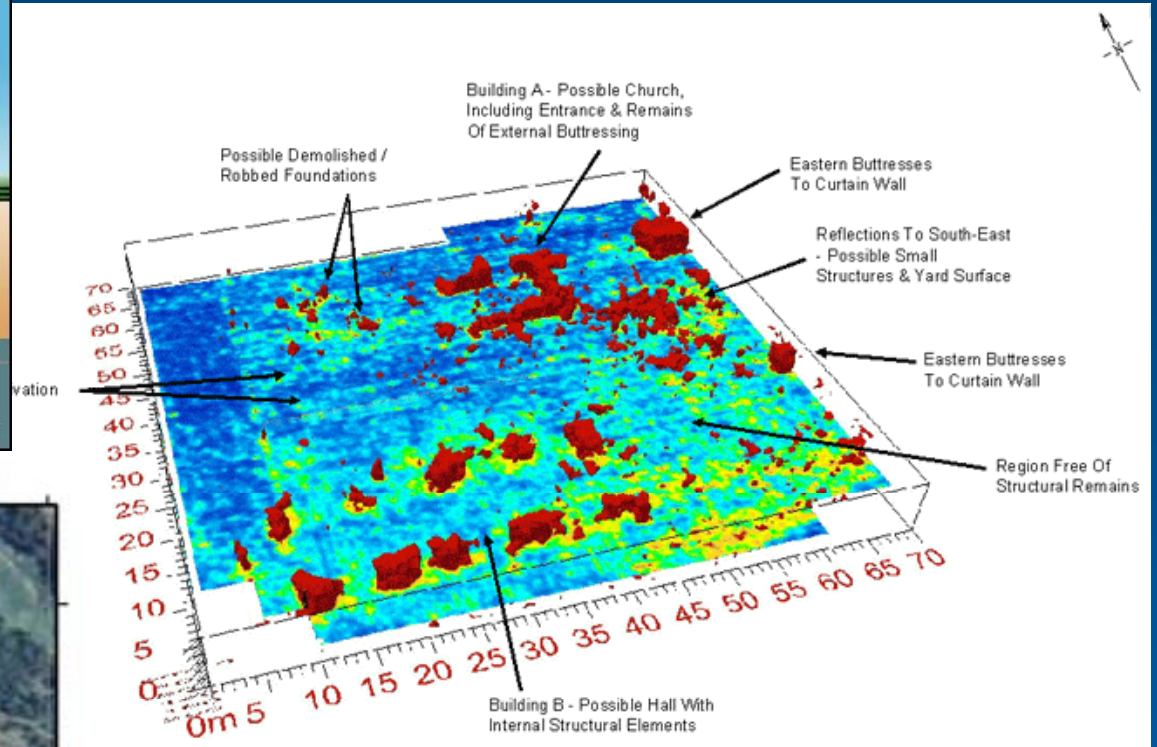 N
Building A - Possible Church,
Including Entrance & Remains
Of External Buttressing
Possible Demolished /
Robbed Foundations
Eastern Buttresses
To Curtain Wall
Reflections To South-East
- Possible Small
Structures & Yard Surface
Eastern Buttresses
To Curtain Wall
vation
Region Free Of
Structural Remains
Building B - Possible Hall With
Internal Structural Elements
70
65
60
55
50
45
40
35
30
25
20
15
10
5
0
0m 5 10 15 20 25 30 35 40 45 50 55 60 65 70